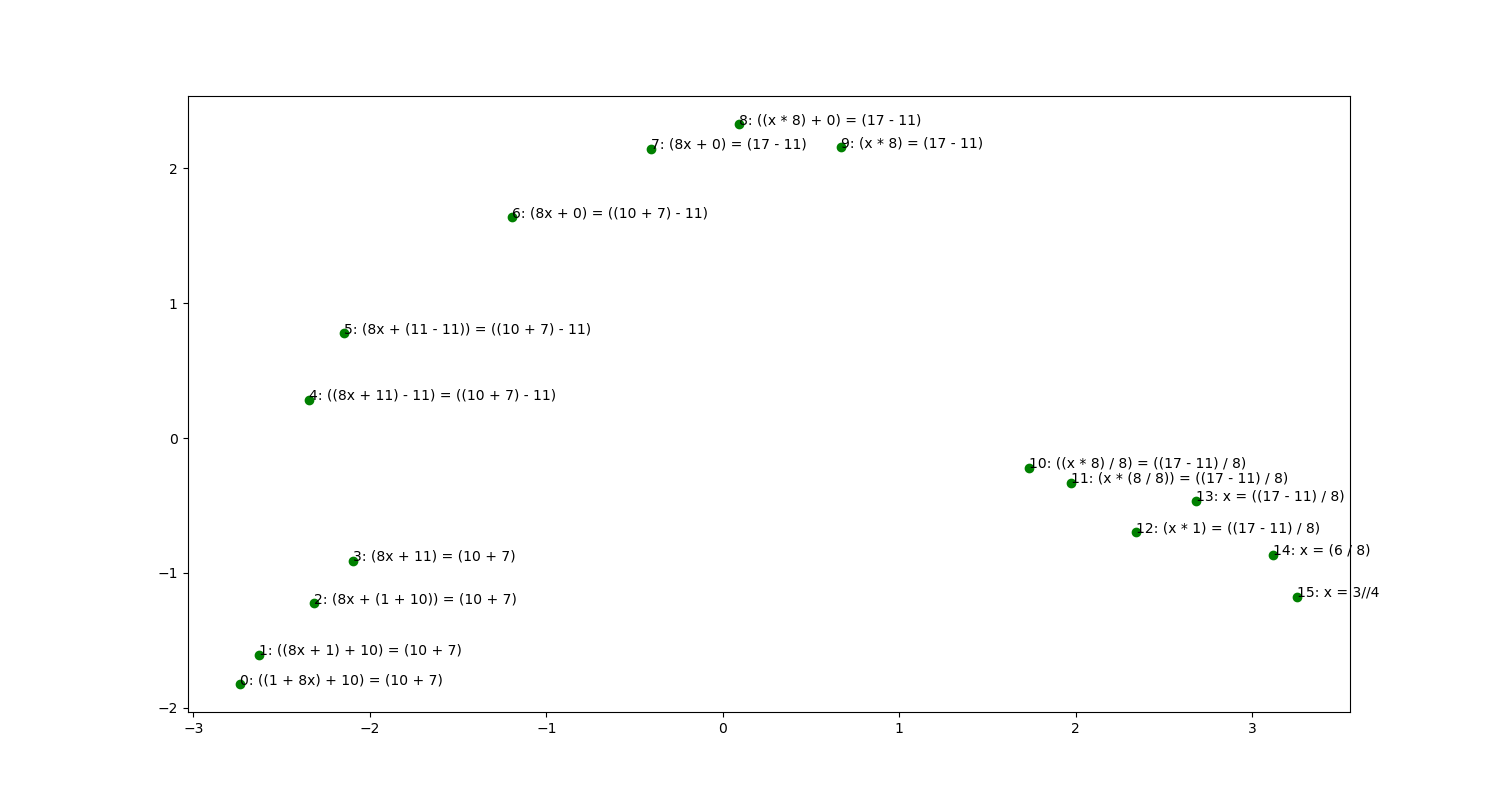 8: ((x * 8) + 0) = (17 - 11)
7: (8x + 0) = (17 - 11)
9: (x * 8) = (17 - 11)
2
6: (8x + 0) = ((10 + 7) - 11)
1
5: (8x + (11 - 11)) = ((10 + 7) - 11)
4: ((8x + 11) - 11) = ((10 + 7) - 11)
0
10: ((x * 8) / 8) = ((17 - 11) / 8)
11: (x * (8 / 8)) = ((17 - 11) / 8)
13: x = ((17 - 11) / 8)
12: (x * 1) = ((17 - 11) / 8)
14: x = (6 / 8)
3: (8x + 11) = (10 + 7)
−1
15: x = 3//4
2: (8x + (1 + 10)) = (10 + 7)
1: ((8x + 1) + 10) = (10 + 7)
0: ((1 + 8x) + 10) = (10 + 7)
−2
−3 −2 −1 0 1 2 3